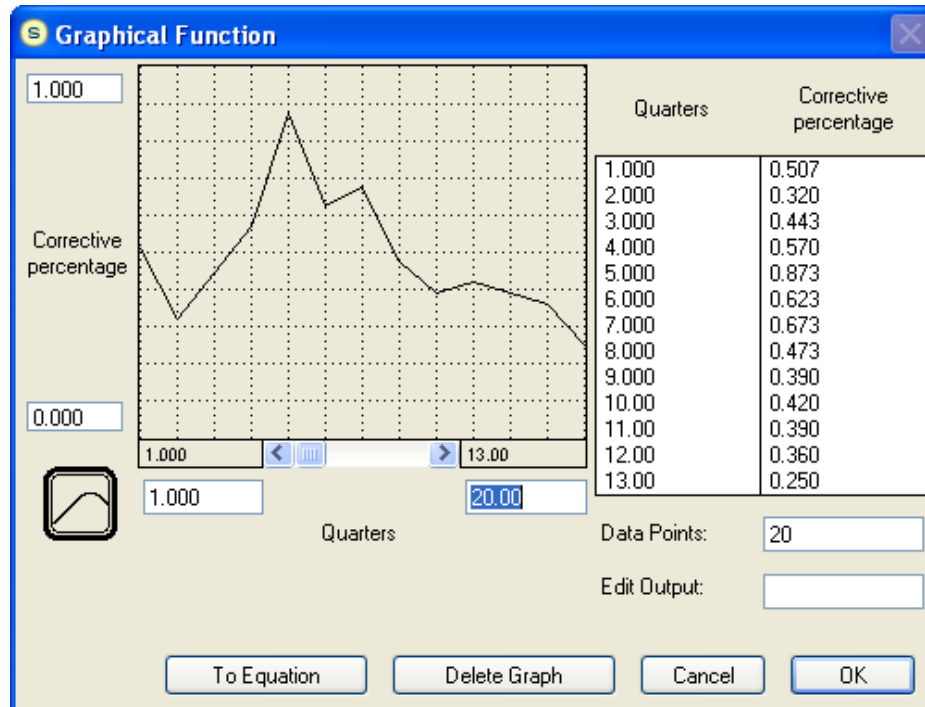 S Graphical Function
1.000
Corrective
percentage
0.000
1.000 13.00
1.000 20.00
Quarters
Quarters Corrective
percentage
1.000 0.507
2.000 0.320
3.000 0.443
4.000 0.570
5.000 0.873
6.000 0.623
7.000 0.673
8.000 0.473
9.000 0.390
10.00 0.420
11.00 0.390
12.00 0.360
13.00 0.250
Data Points: 20
Edit Output:
To Equation Delete Graph Cancel OK